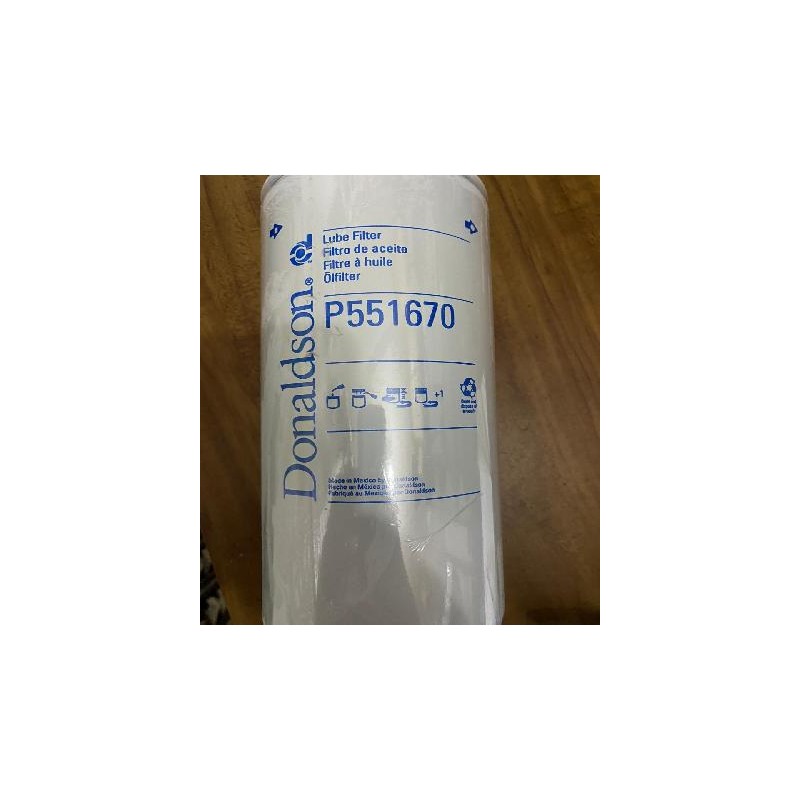 Donaldson®
Lube Filter
Filtro de aceite
Filtre à huile
Ölfilter
P551670
+1
Made in Mexico by Donaldson
Hecho en México por Donaldson
Fabriqué au Mexique par Donaldson